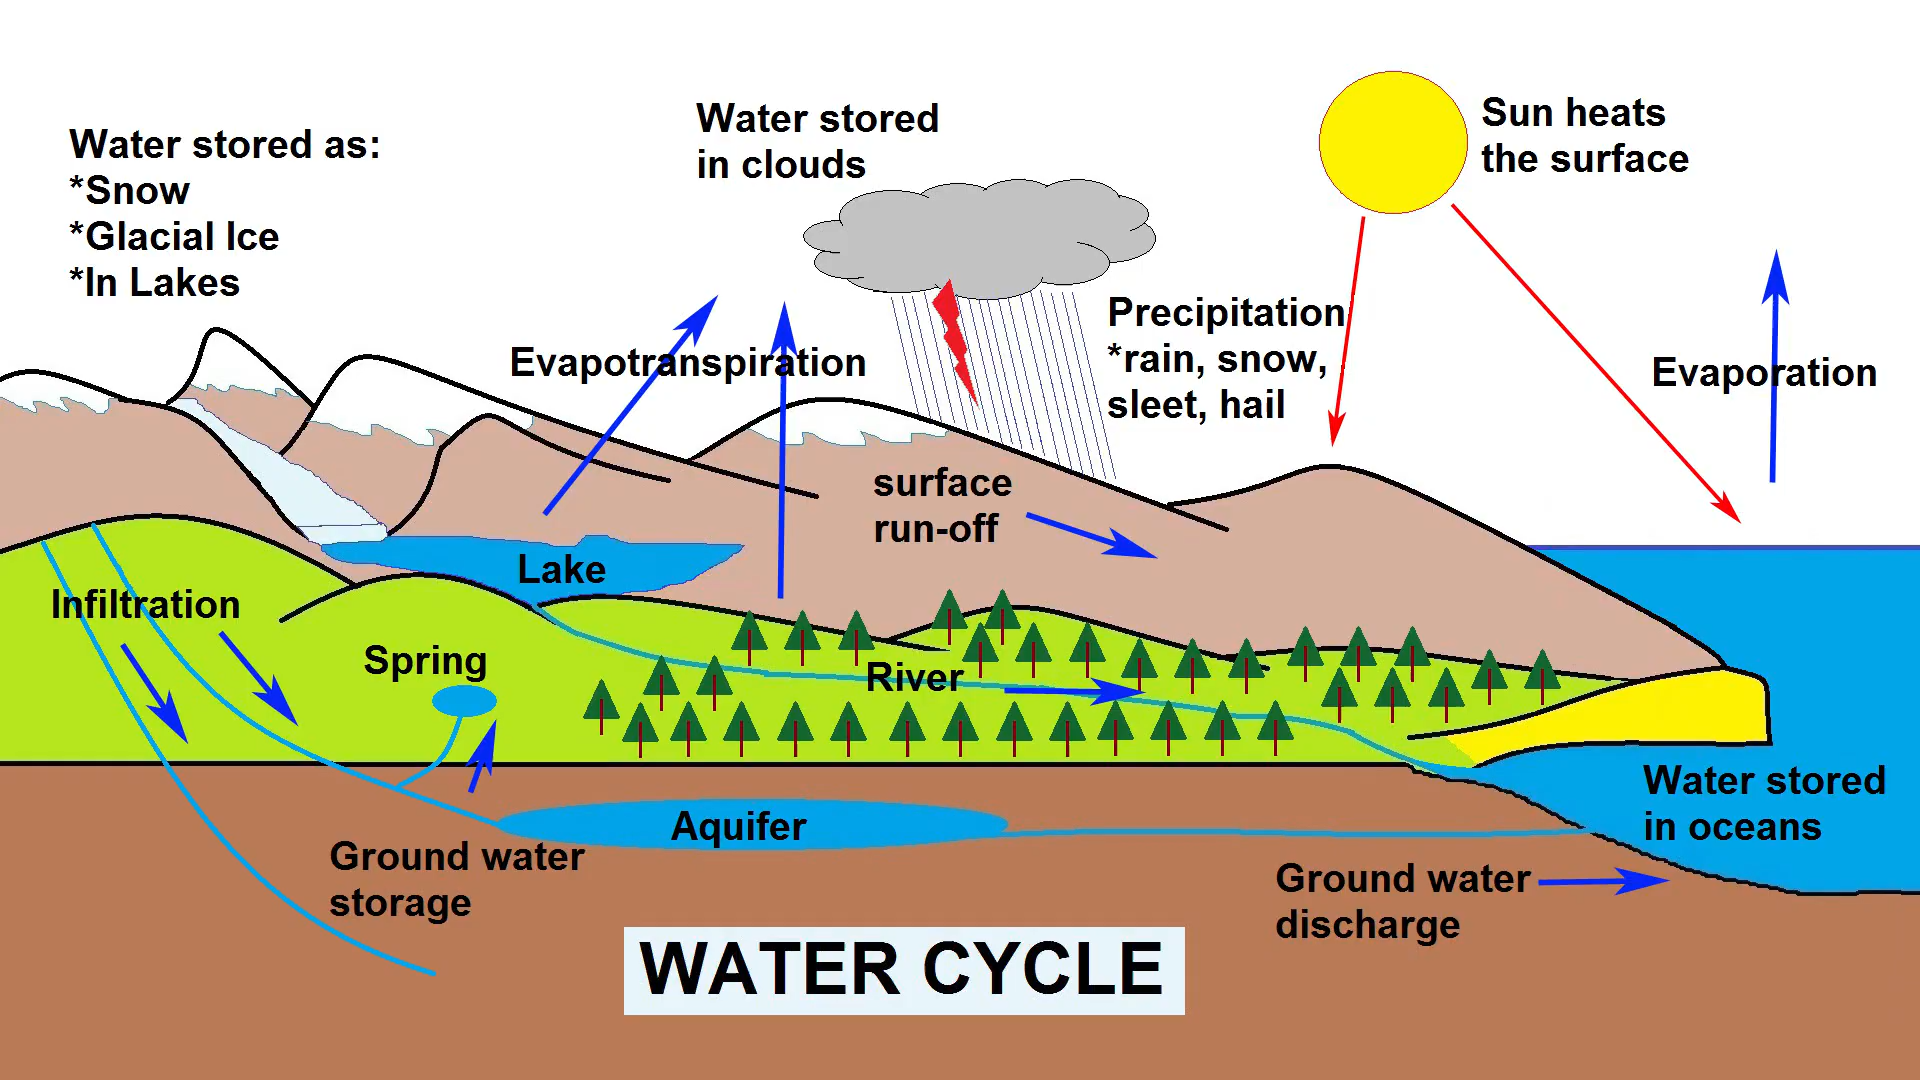 Water stored as:
*Snow
*Glacial Ice
*In Lakes
Water stored
in clouds
Sun heats
the surface
Evapotranspiration
Precipitation
*rain, snow,
sleet, hail
Evaporation
surface
run-off
Lake
Infiltration
Spring
River
Aquifer
Ground water
storage
Water stored
in oceans
Ground water
discharge
WATER CYCLE